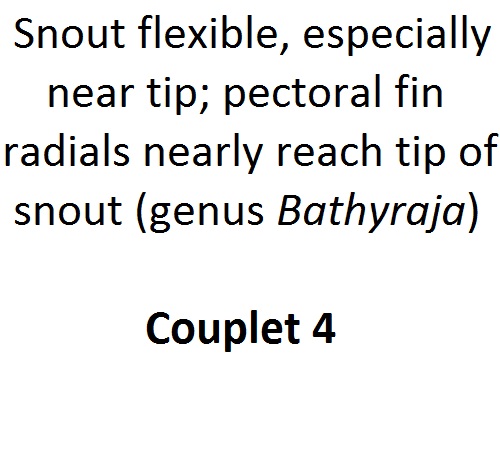 Snout flexible, especially
near tip; pectoral fin
radials nearly reach tip of
snout (genus Bathyraja)
Couplet 4